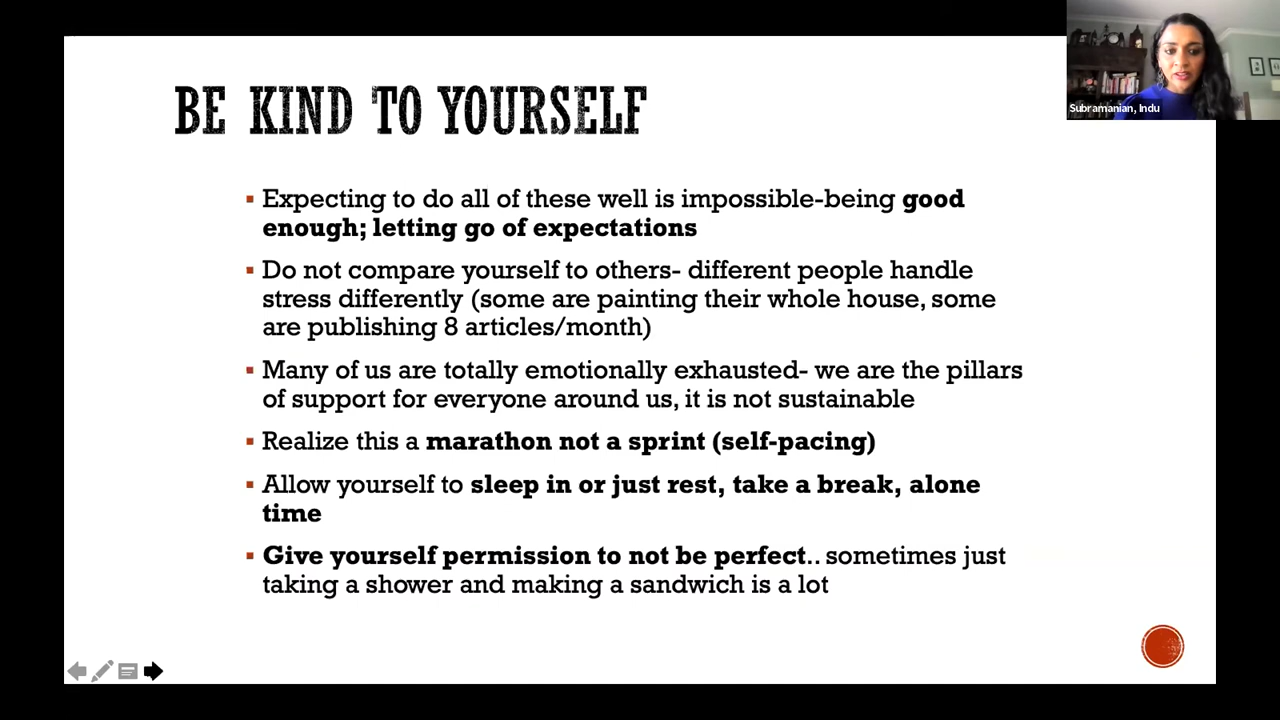 BE KIND TO YOURSELF
Subramanian, Indu
▪ Expecting to do all of these well is impossible-being good
enough; letting go of expectations
▪ Do not compare yourself to others- different people handle
stress differently (some are painting their whole house, some
are publishing 8 articles/month)
▪ Many of us are totally emotionally exhausted- we are the pillars
of support for everyone around us, it is not sustainable
▪ Realize this a marathon not a sprint (self-pacing)
▪ Allow yourself to sleep in or just rest, take a break, alone
time
▪ Give yourself permission to not be perfect.. sometimes just
taking a shower and making a sandwich is a lot